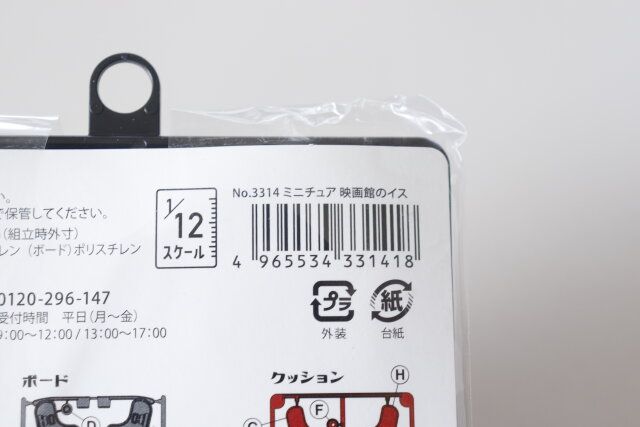 No.3314 ミニチュア 映画館のイス
い。
で保管してください。
(組立時外寸)
レン (ボード)ポリスチレン
1/12
スケール
4 965534 331418
0120-296-147
受付時間 平日(月〜金)
9:00〜12:00 / 13:00〜17:00
プラ
外装
紙
台紙
ボード
クッション
D
F
H